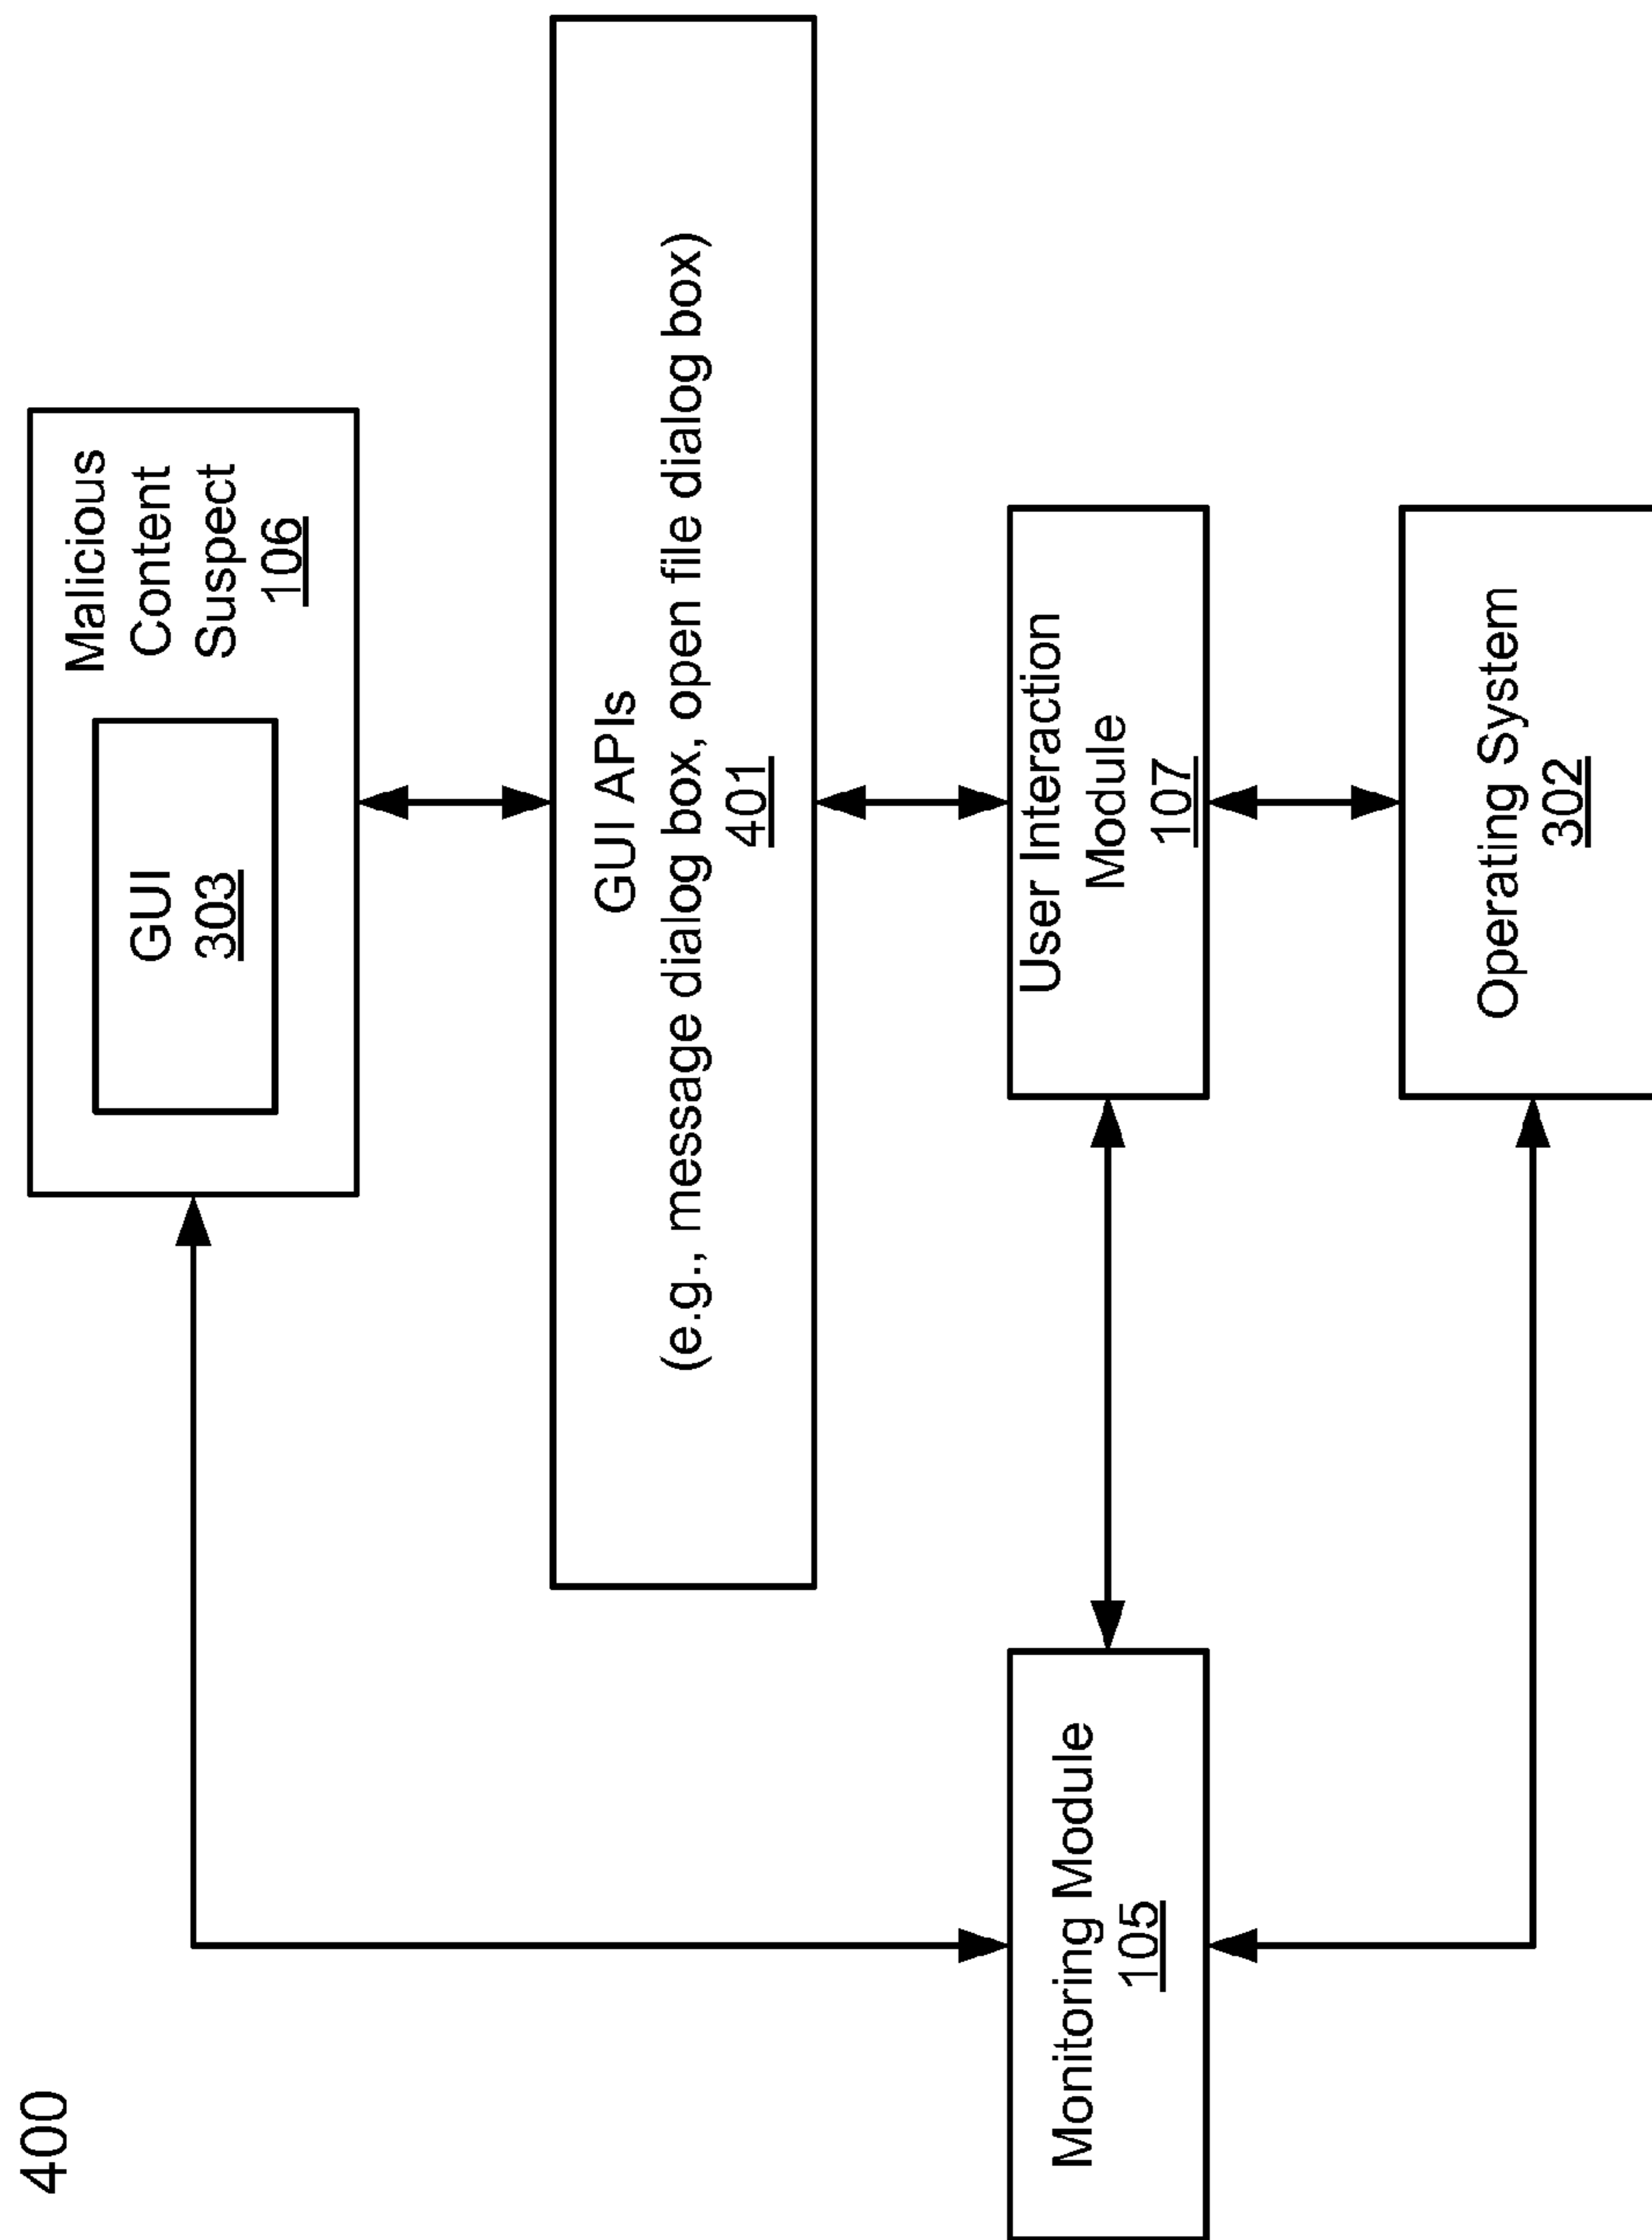 400
Malicious
Content
Suspect
106
GUI
303
GUI APIs
(e.g., message dialog box, open file dialog box)
401
User Interaction
Module
107
Monitoring Module
105
Operating System
302